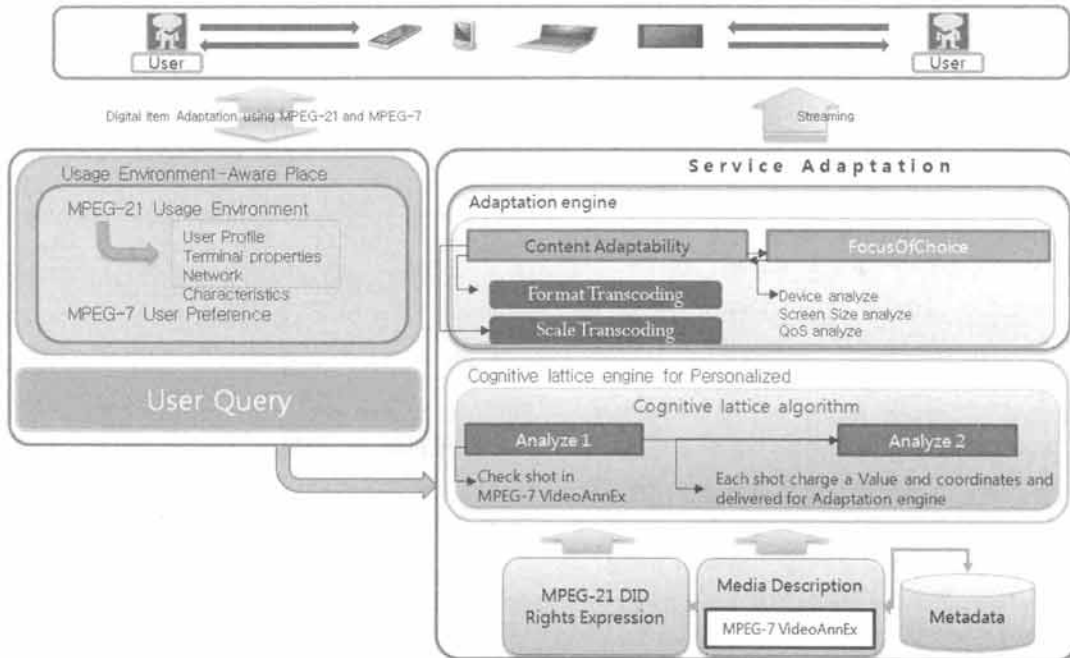 User
User
Digital Item Adaptation using MPEG-21 and MPEG-7
Streaming
Usage Environment-Aware Place
MPEG-21 Usage Environment
User Profile
Terminal properties
Network
Characteristics
MPEG-7 User Preference
User Query
Service Adaptation
Adaptation engine
Content Adaptability
FocusOfChoice
Format Transcoding
Scale Transcoding
Device analyze
Screen Size analyze
QoS analyze
Cognitive lattice engine for Personalized
Cognitive lattice algorithm
Analyze 1
Analyze 2
Check shot in
MPEG-7 VideoAnnEx
Each shot charge a Value and coordinates and
delivered for Adaptation engine
MPEG-21 DID
Rights Expression
Media Description
MPEG-7 VideoAnnEx
Metadata